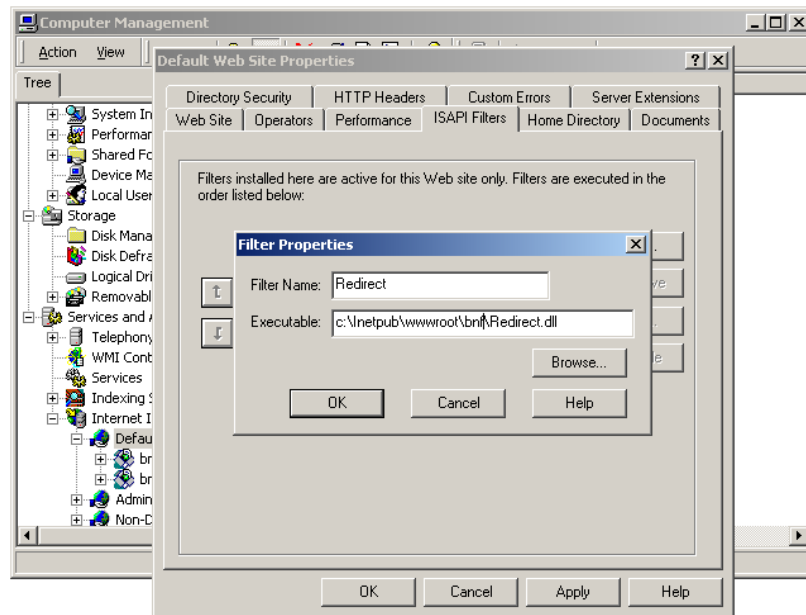 Computer Management
Action View
Default Web Site Properties
Tree
Directory Security HTTP Headers Custom Errors Server Extensions
Web Site Operators Performance ISAPI Filters Home Directory Documents
System In
Performar
Shared Fo
Device Ma
Local User
Storage
Disk Mana
Disk Defra
Logical Dri
Removabl
Services and A
Telephony
WMI Cont
Services
Indexing S
Internet I
Defau
br
br
Admin
Non-D
Filters installed here are active for this Web site only. Filters are executed in the
order listed below:
Filter Properties
Filter Name: Redirect
Executable: c:\Inetpub\wwwroot\bnf\Redirect.dll
Browse...
OK Cancel Help
OK Cancel Apply Help